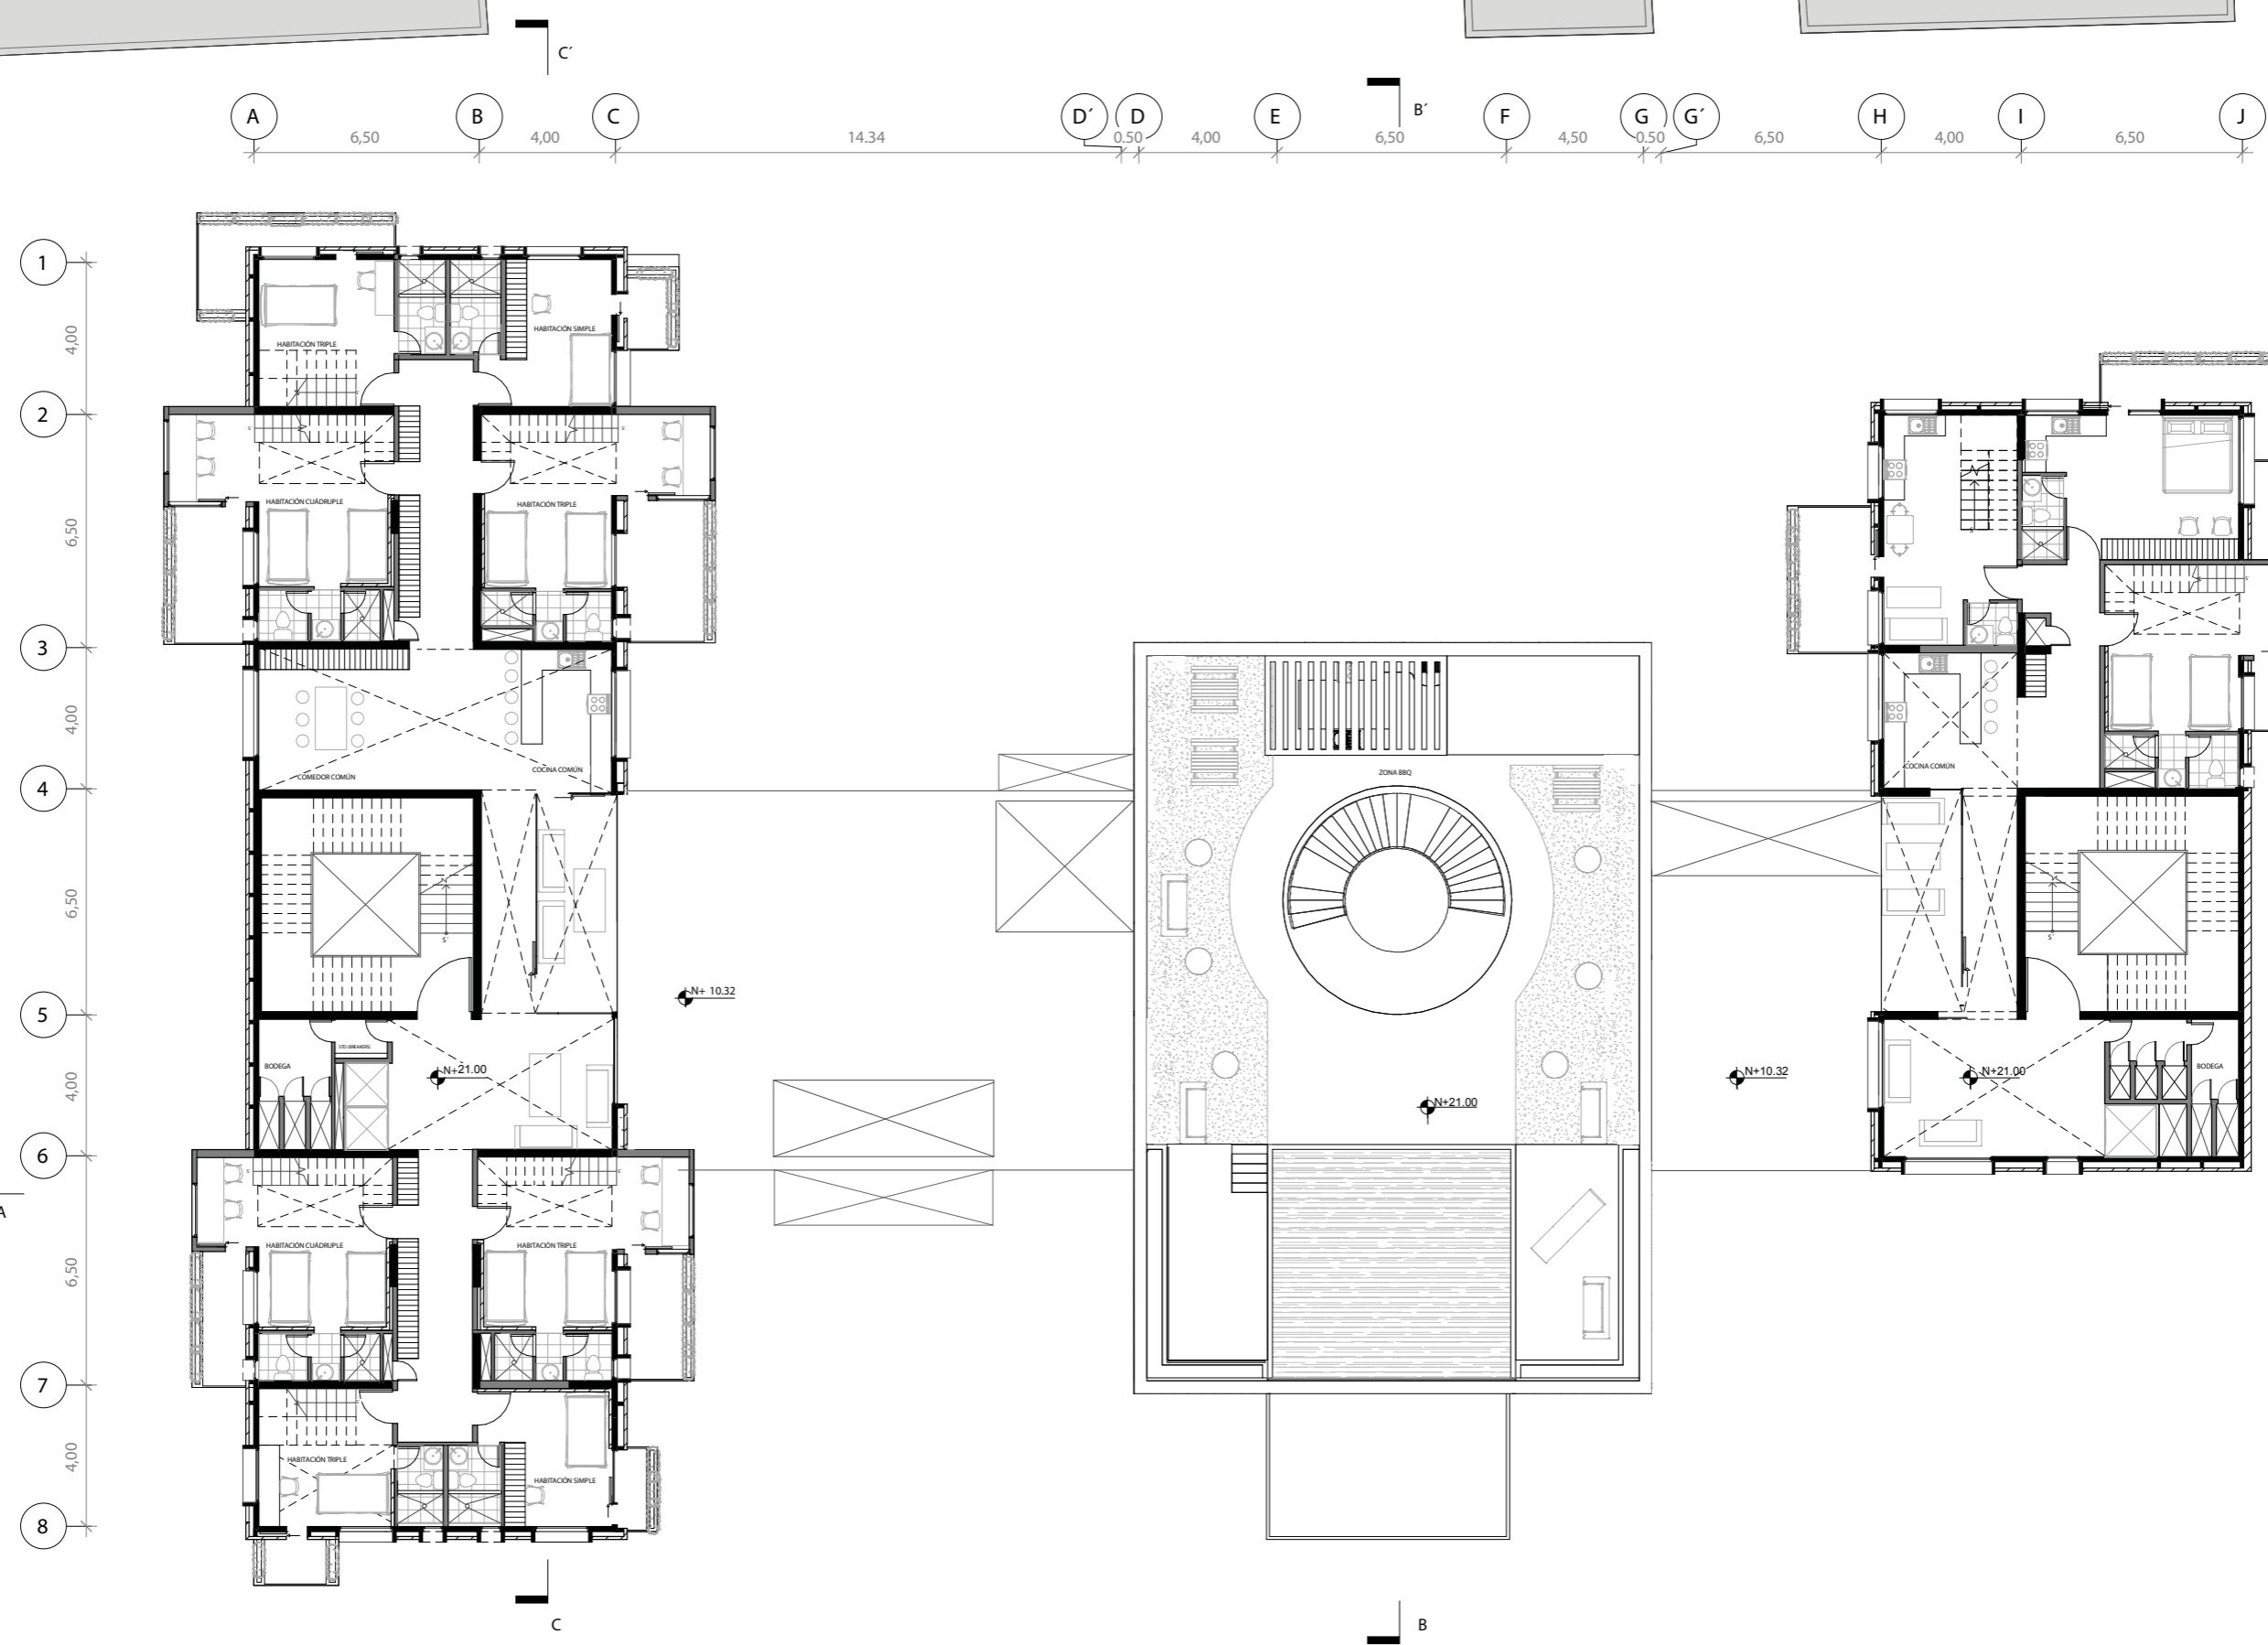 C´
B´
A B C D´ D E F G G´ H I J
6,50 4,00 14.34 0.50 4,00 6,50 4,50 0.50 6,50 4,00 6,50
1
4,00
HABITACIÓN SIMPLE
HABITACIÓN TRIPLE
2
HABITACIÓN CUÁDRUPLE
HABITACIÓN TRIPLE
6,50
3
4,00
COMEDOR COMÚN
COCINA COMÚN
COCINA COMÚN
ZONA BBQ
4
6,50
S´
S´
N+ 10.32
5
STO (BREAKERS)
BODEGA
N+21.00
4,00
N+21.00
N+10.32
N+21.00
BODEGA
6
A
HABITACIÓN CUÁDRUPLE
HABITACIÓN TRIPLE
6,50
7
4,00
HABITACIÓN TRIPLE
HABITACIÓN SIMPLE
8
C
B